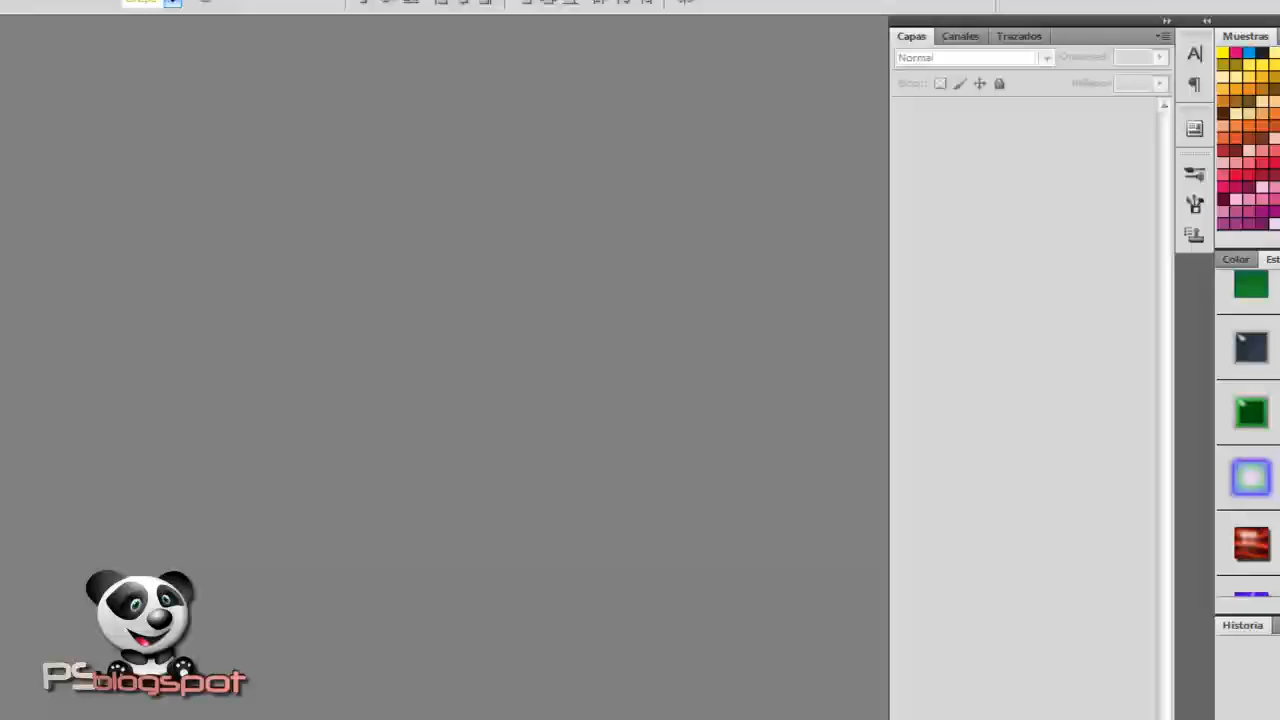 Capas Canales Trazados
Muestras
Normal
Color
Historia
PSblogspot